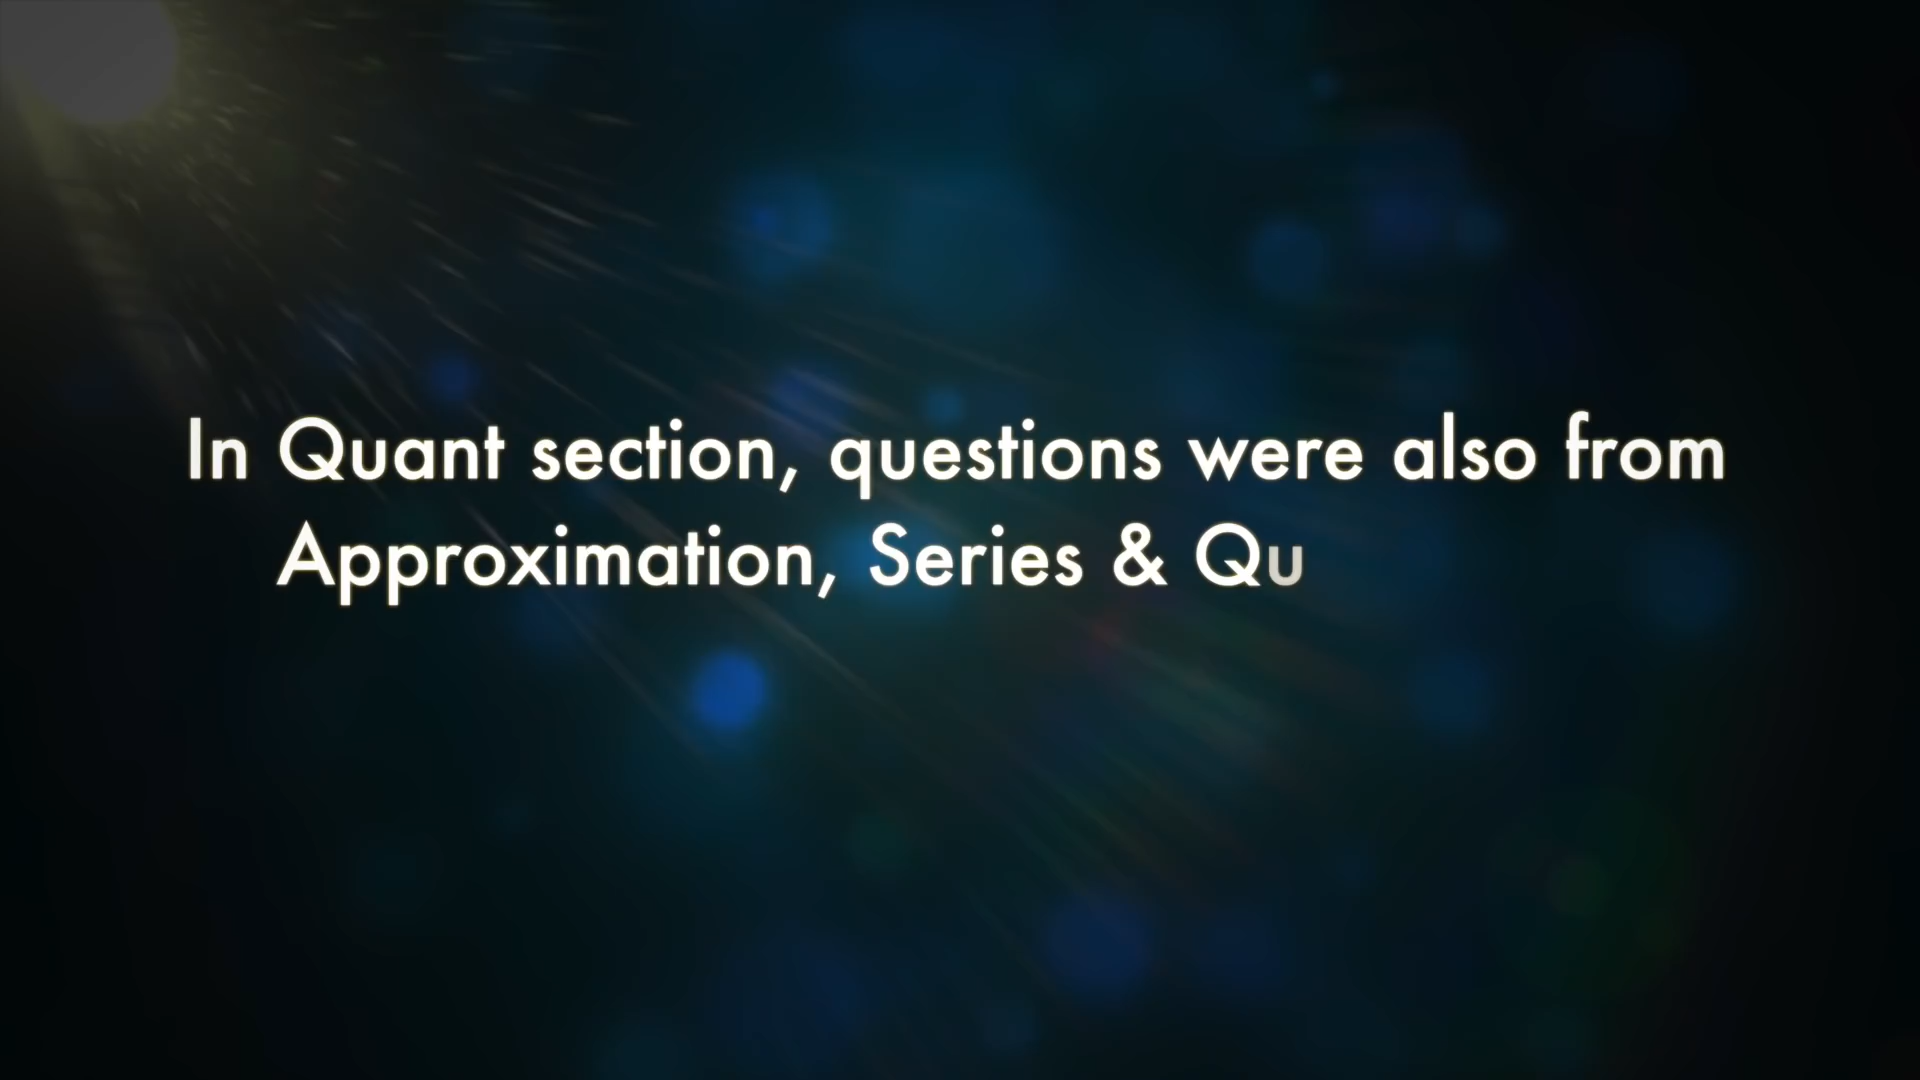 In Quant section, questions were also from
Approximation, Series & Qu